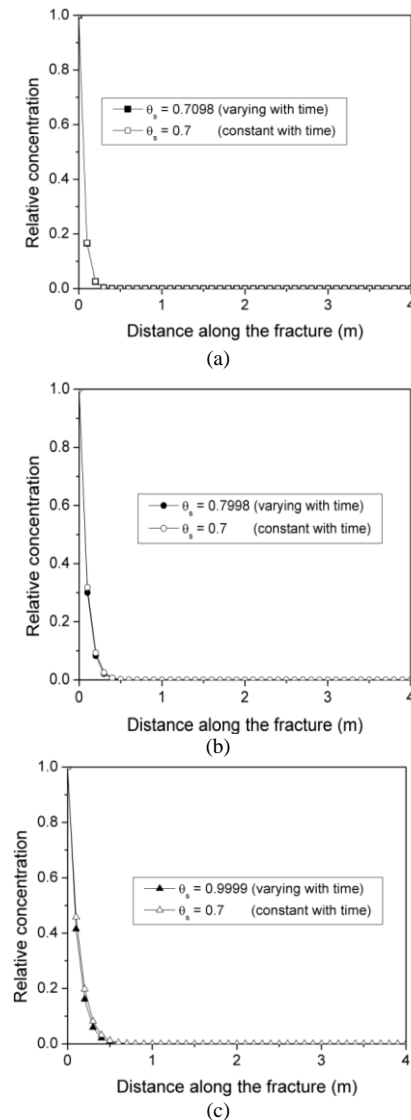 1.0
0.8
0.6
0.4
0.2
0.0
Relative concentration
θs = 0.7098 (varying with time)
θs = 0.7 (constant with time)
0 1 2 3 4
Distance along the fracture (m)
(a)
1.0
0.8
0.6
0.4
0.2
0.0
Relative concentration
θs = 0.7998 (varying with time)
θs = 0.7 (constant with time)
0 1 2 3 4
Distance along the fracture (m)
(b)
1.0
0.8
0.6
0.4
0.2
0.0
Relative concentration
θs = 0.9999 (varying with time)
θs = 0.7 (constant with time)
0 1 2 3 4
Distance along the fracture (m)
(c)